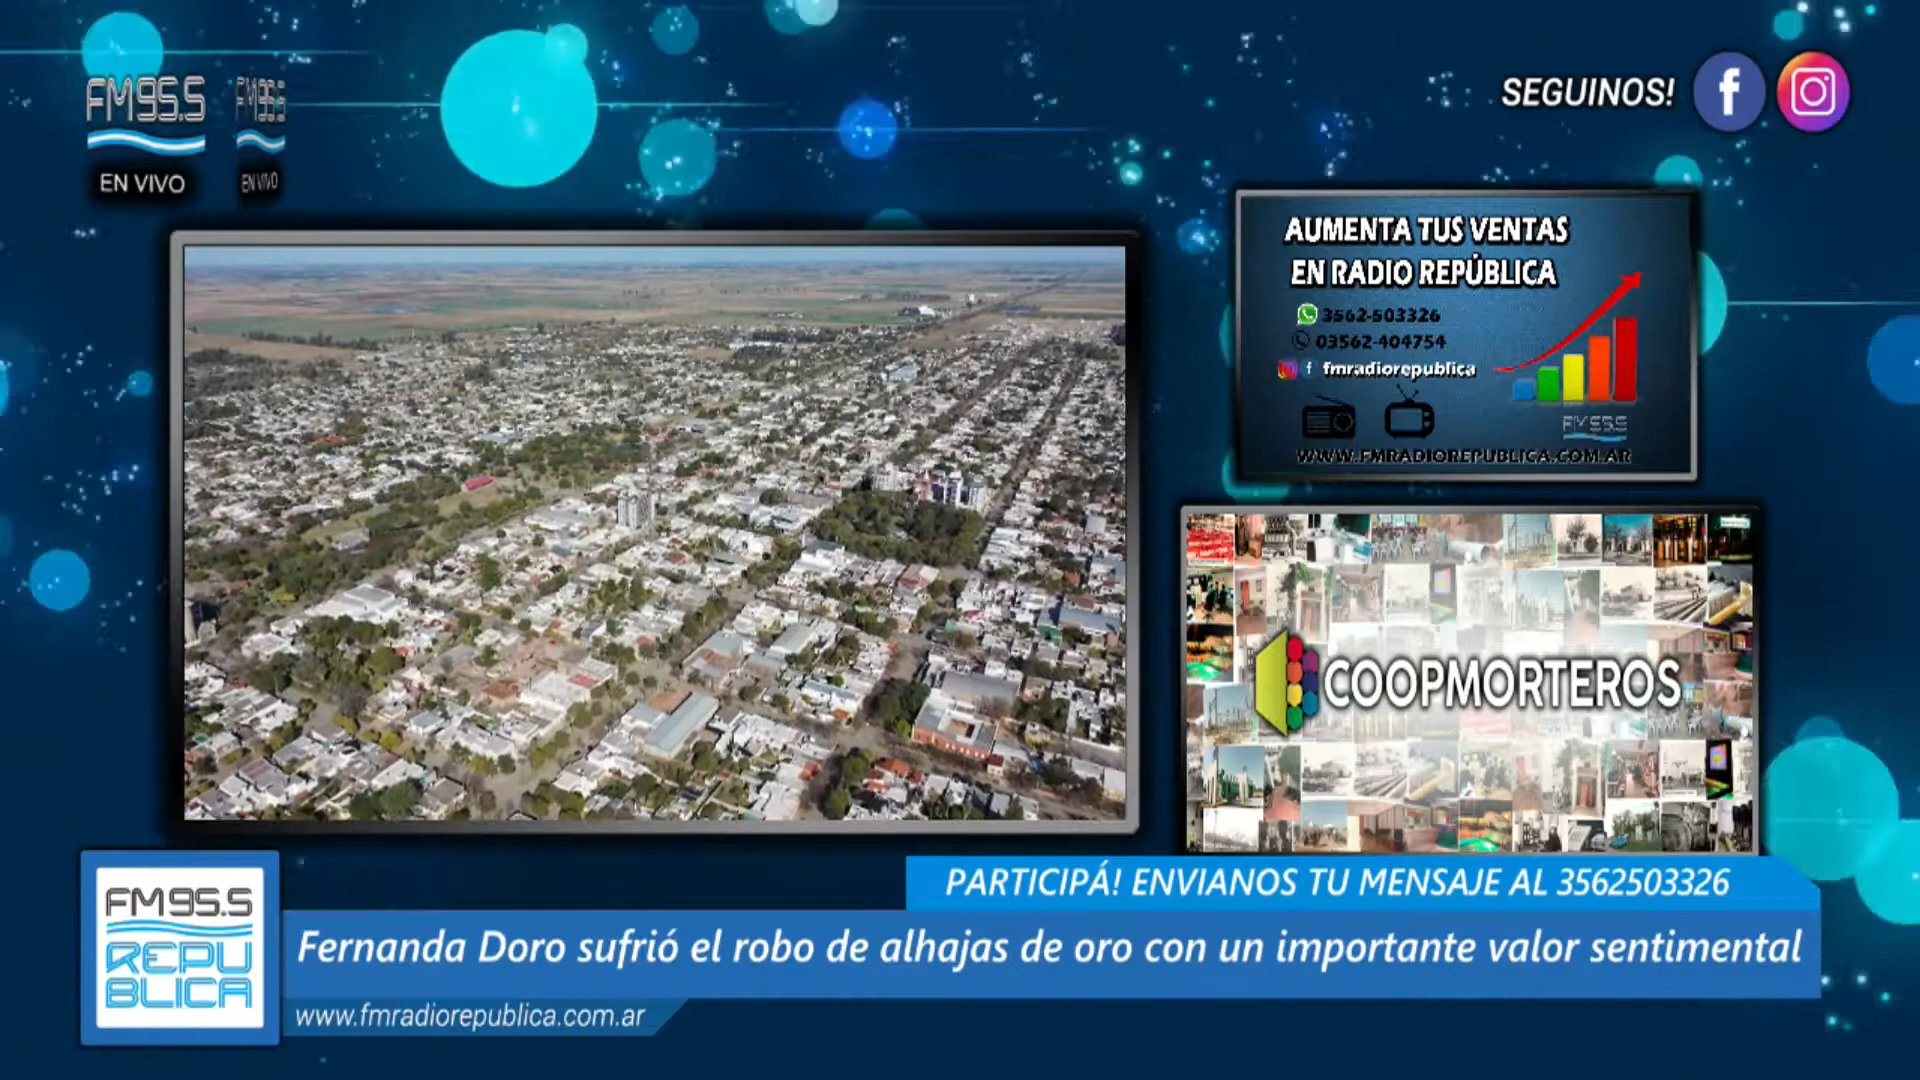 FM95.5
EN VIVO
FM95.5
EN VIVO
SEGUINOS!
AUMENTA TUS VENTAS
EN RADIO REPÚBLICA
3562-503326
03562-404754
fmradiorepublica
FM95.5
WWW.FMRADIOREPUBLICA.COM.AR
COOPMORTEROS
PARTICIPÁ! ENVIANOS TU MENSAJE AL 3562503326
Fernanda Doro sufrió el robo de alhajas de oro con un importante valor sentimental
FM95.5
REPU
BLICA
www.fmradiorepublica.com.ar